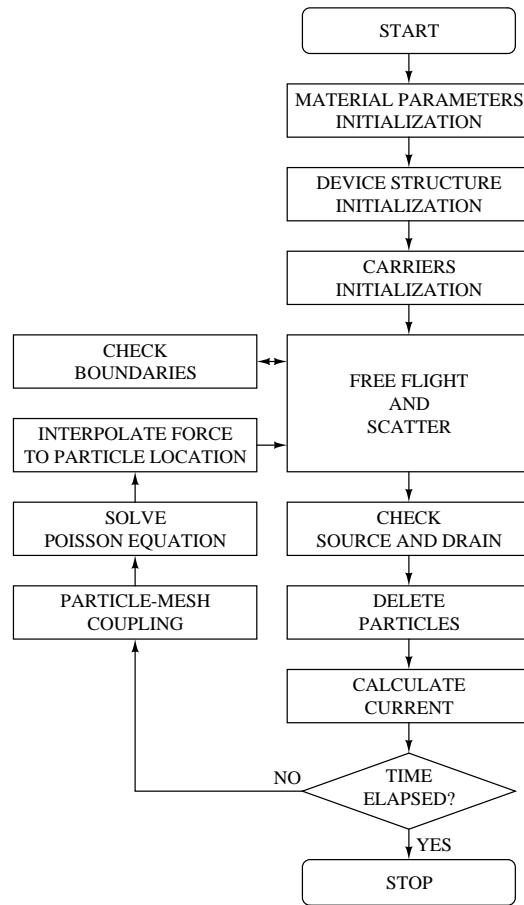 START
MATERIAL PARAMETERS
INITIALIZATION
DEVICE STRUCTURE
INITIALIZATION
CARRIERS
INITIALIZATION
CHECK
BOUNDARIES
FREE FLIGHT
AND
SCATTER
INTERPOLATE FORCE
TO PARTICLE LOCATION
SOLVE
POISSON EQUATION
PARTICLE-MESH
COUPLING
CHECK
SOURCE AND DRAIN
DELETE
PARTICLES
CALCULATE
CURRENT
NO
TIME
ELAPSED?
YES
STOP